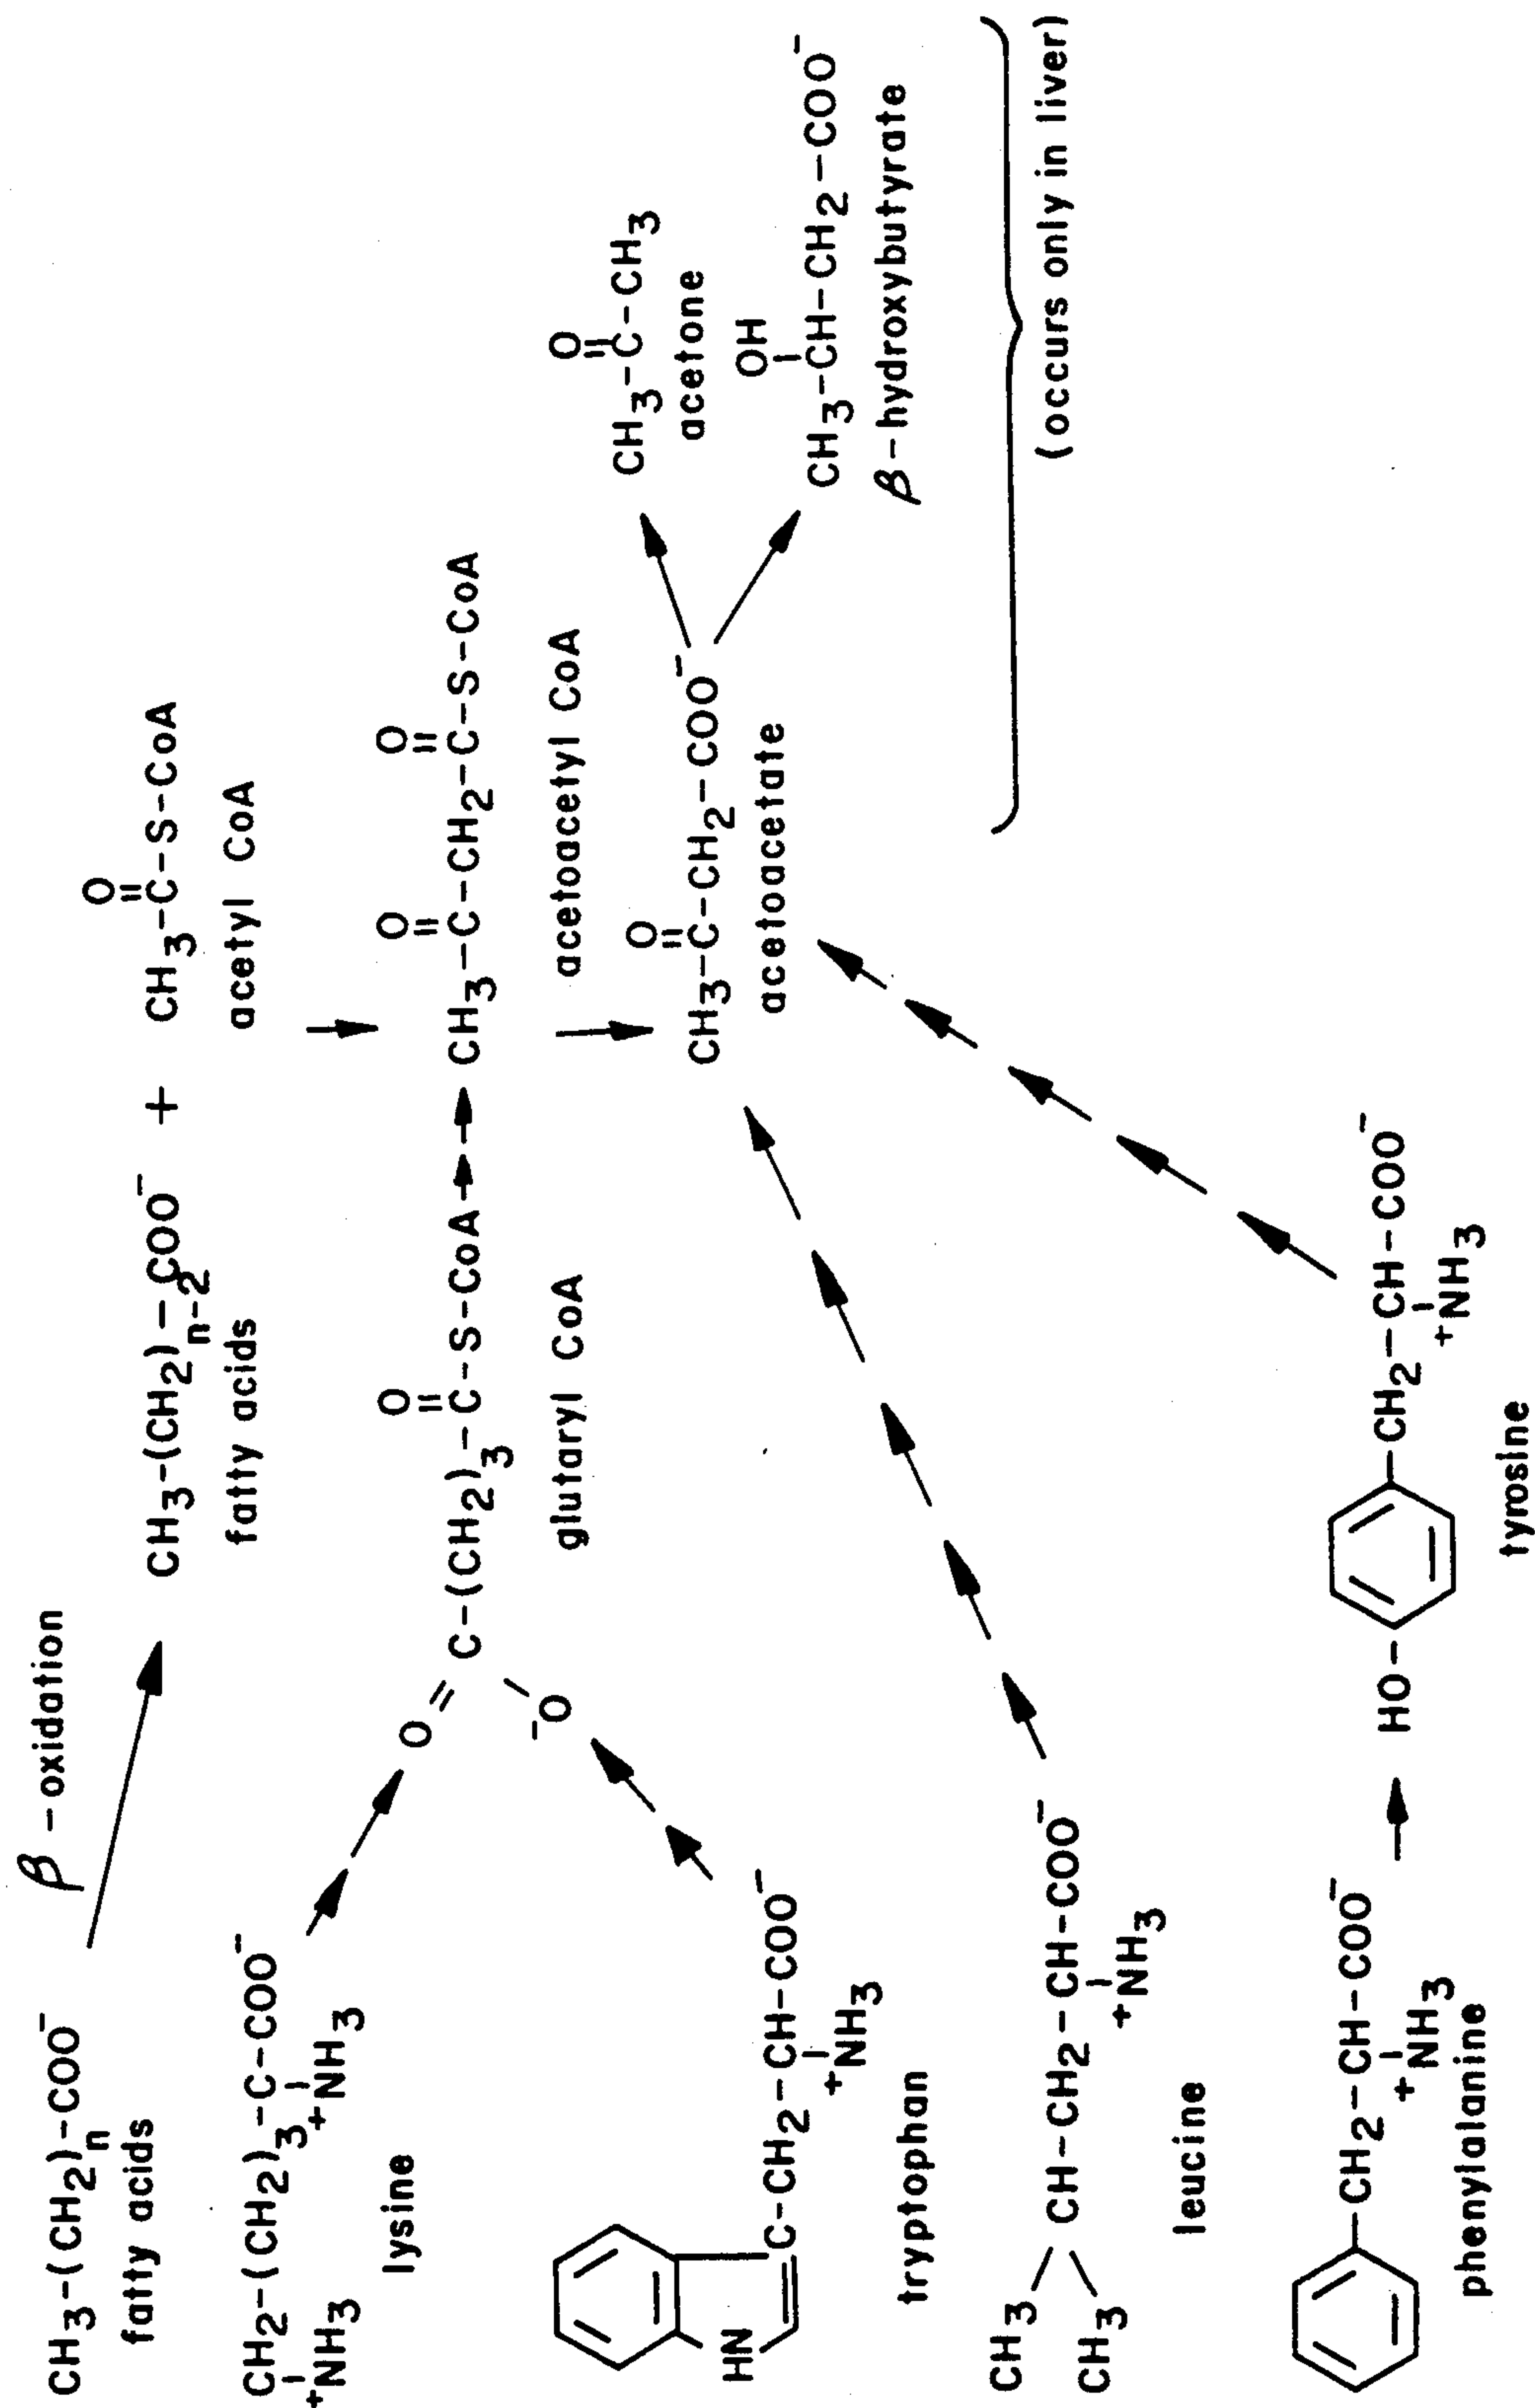 β-oxidation
CH3-(CH2)n-COO-
fatty acids
CH3-(CH2)n-2-COO- + CH3-C-S-CoA
O
fatty acids
acetyl CoA
CH2-(CH2)3-C-COO-
+NH3 +NH3
lysine
O
-O
C-(CH2)3-C-S-CoA
O
glutaryl CoA
CH3-C-CH2-C-S-CoA
O O
acetoacetyl CoA
HN
C-CH2-CH-COO-
+NH3
tryptophan
CH3-C-CH2-COO-
O
acetoacetate
CH3-C-CH3
O
acetone
OH
CH3-CH-CH2-COO-
β-hydroxybutyrate
(occurs only in liver)
CH3
CH3
CH-CH2-CH-COO-
+NH3
leucine
CH2-CH-COO-
+NH3
phenylalanine
HO-
CH2-CH-COO-
+NH3
tyrosine